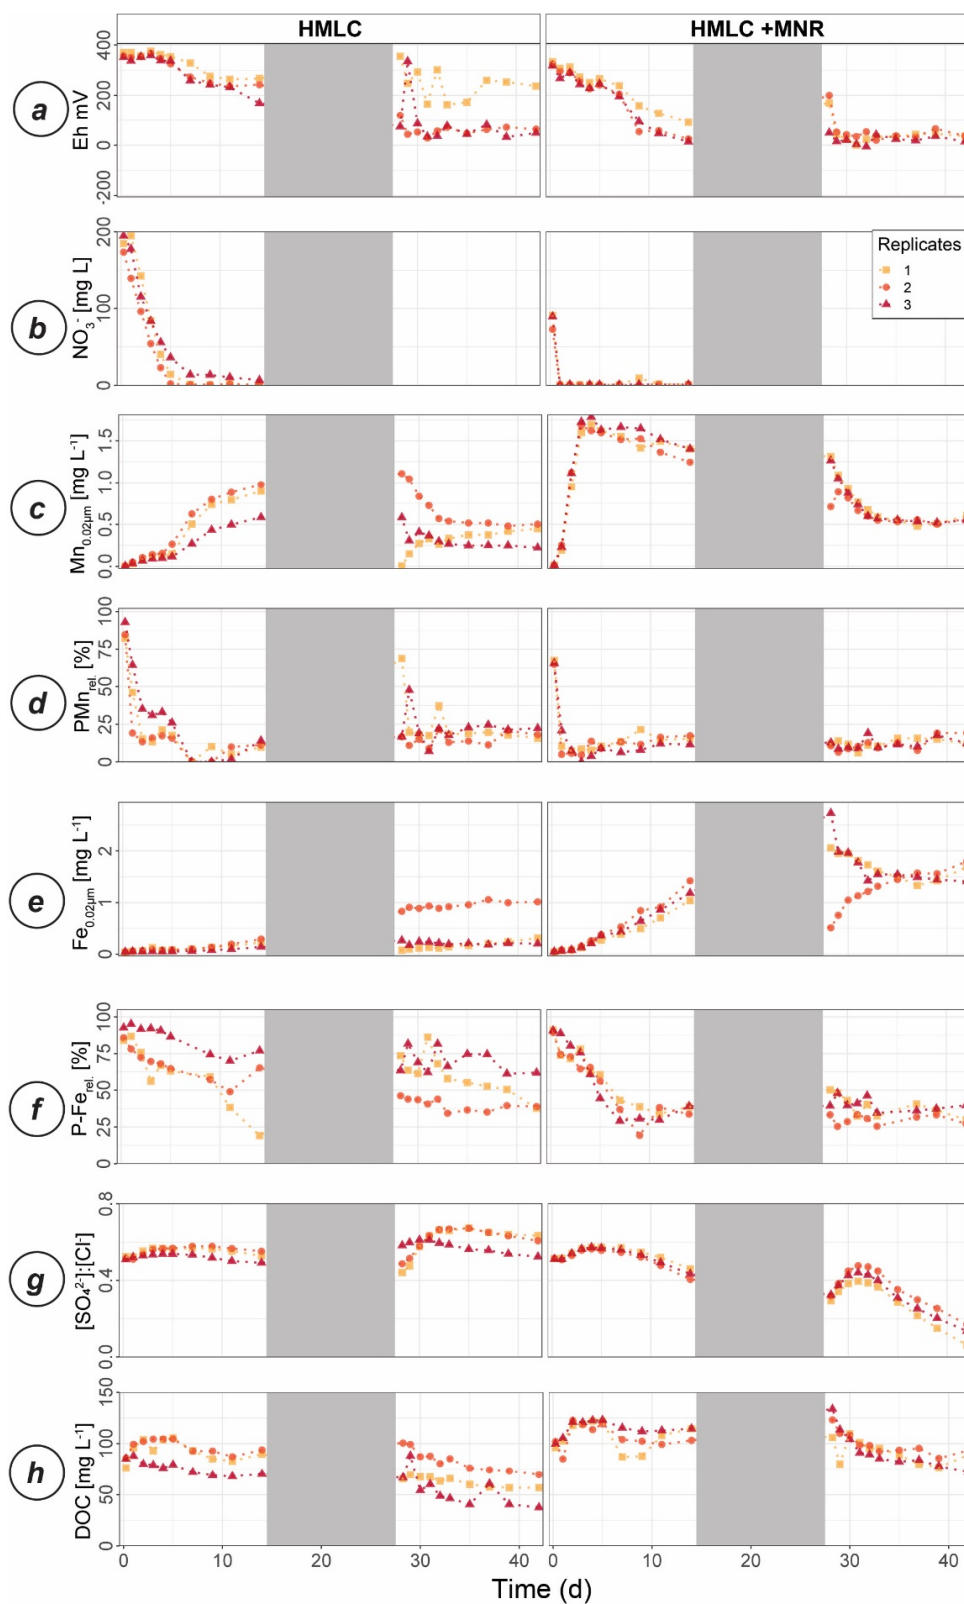 HMLC HMLC +MNR
a
Eh mV
400
200
0
-200
b
NO₃⁻ [mg L]
200
100
0
Replicates
1
2
3
c
Mn0.02µm [mg L⁻¹]
1.5
1.0
0.5
0.0
d
PMnrel. [%]
100
75
50
25
0
e
Fe0.02µm [mg L⁻¹]
2
1
0
f
P-Ferel. [%]
100
75
50
25
0
g
[SO₄²⁻]:[Cl⁻]
0.8
0.4
0.0
h
DOC [mg L⁻¹]
150
100
50
0
0 10 20 30 40 0 10 20 30 40
Time (d)